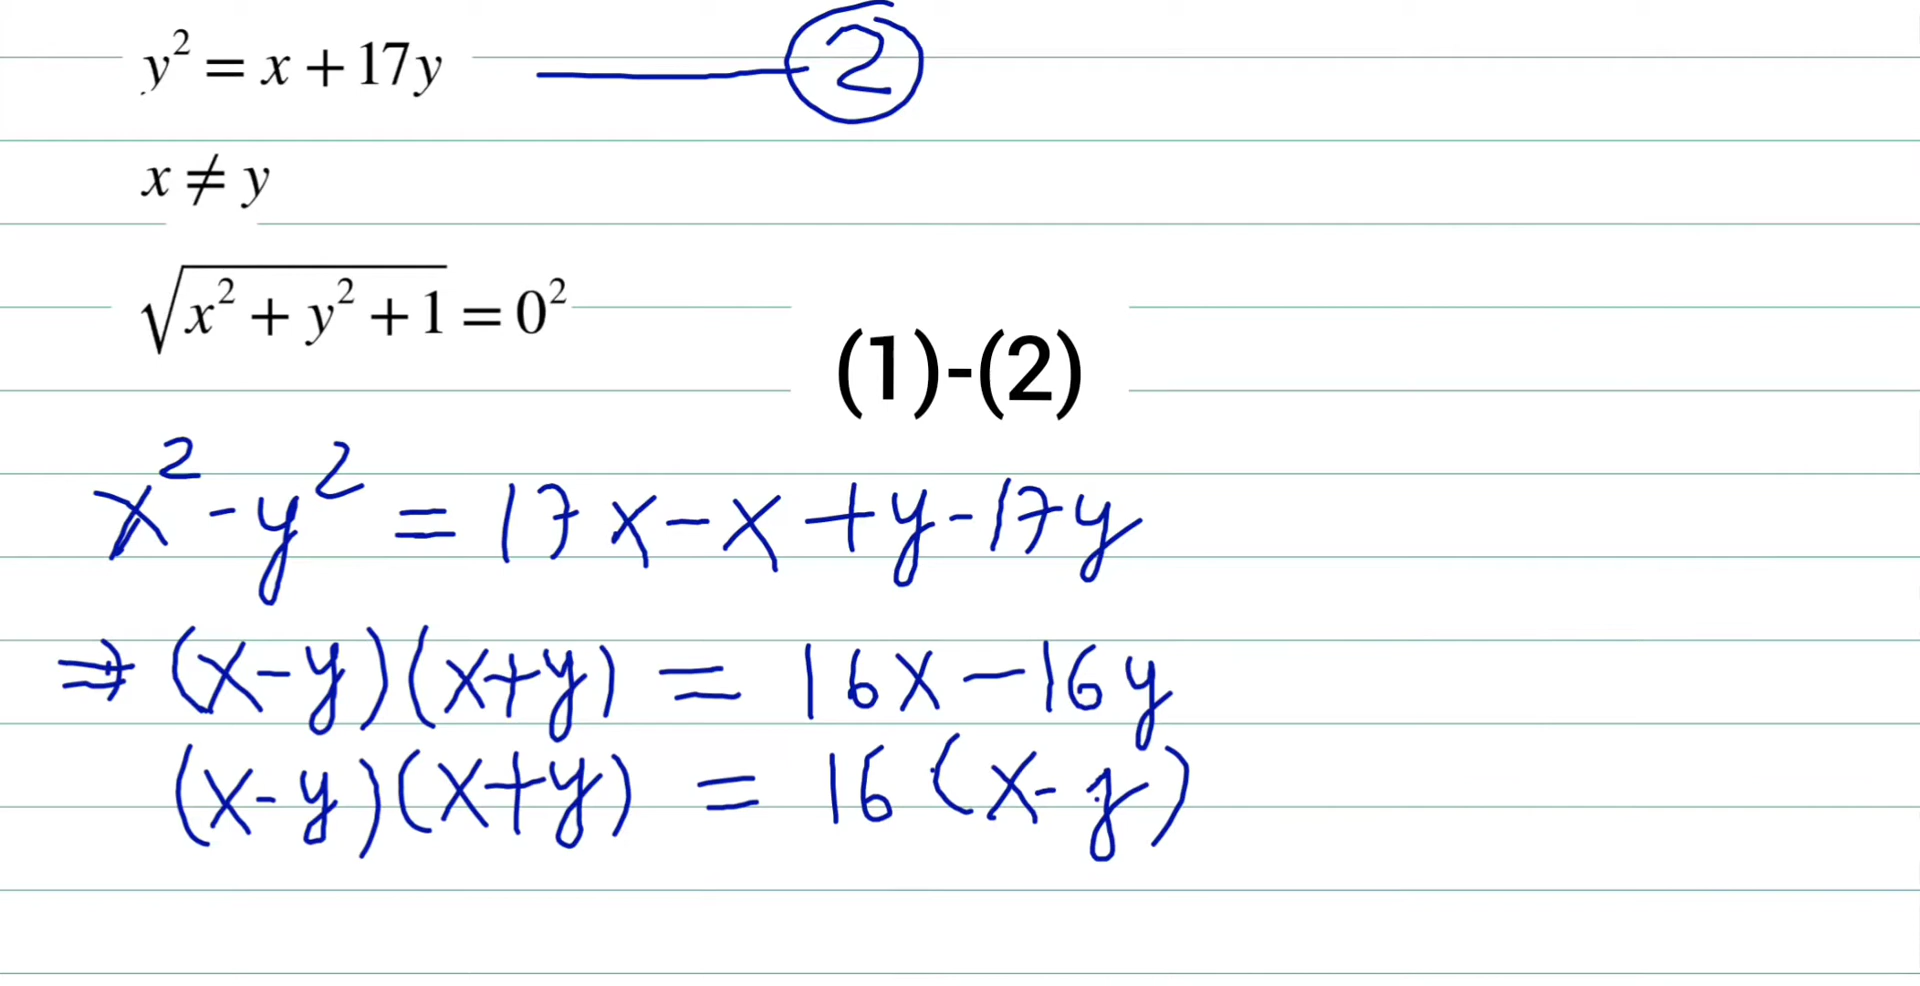 y² = x + 17y ——— ②
x ≠ y
√(x² + y² + 1) = 0²
(1)-(2)
x² - y² = 17x - x + y - 17y
⇒ (x - y)(x + y) = 16x - 16y
(x - y)(x + y) = 16(x - y)